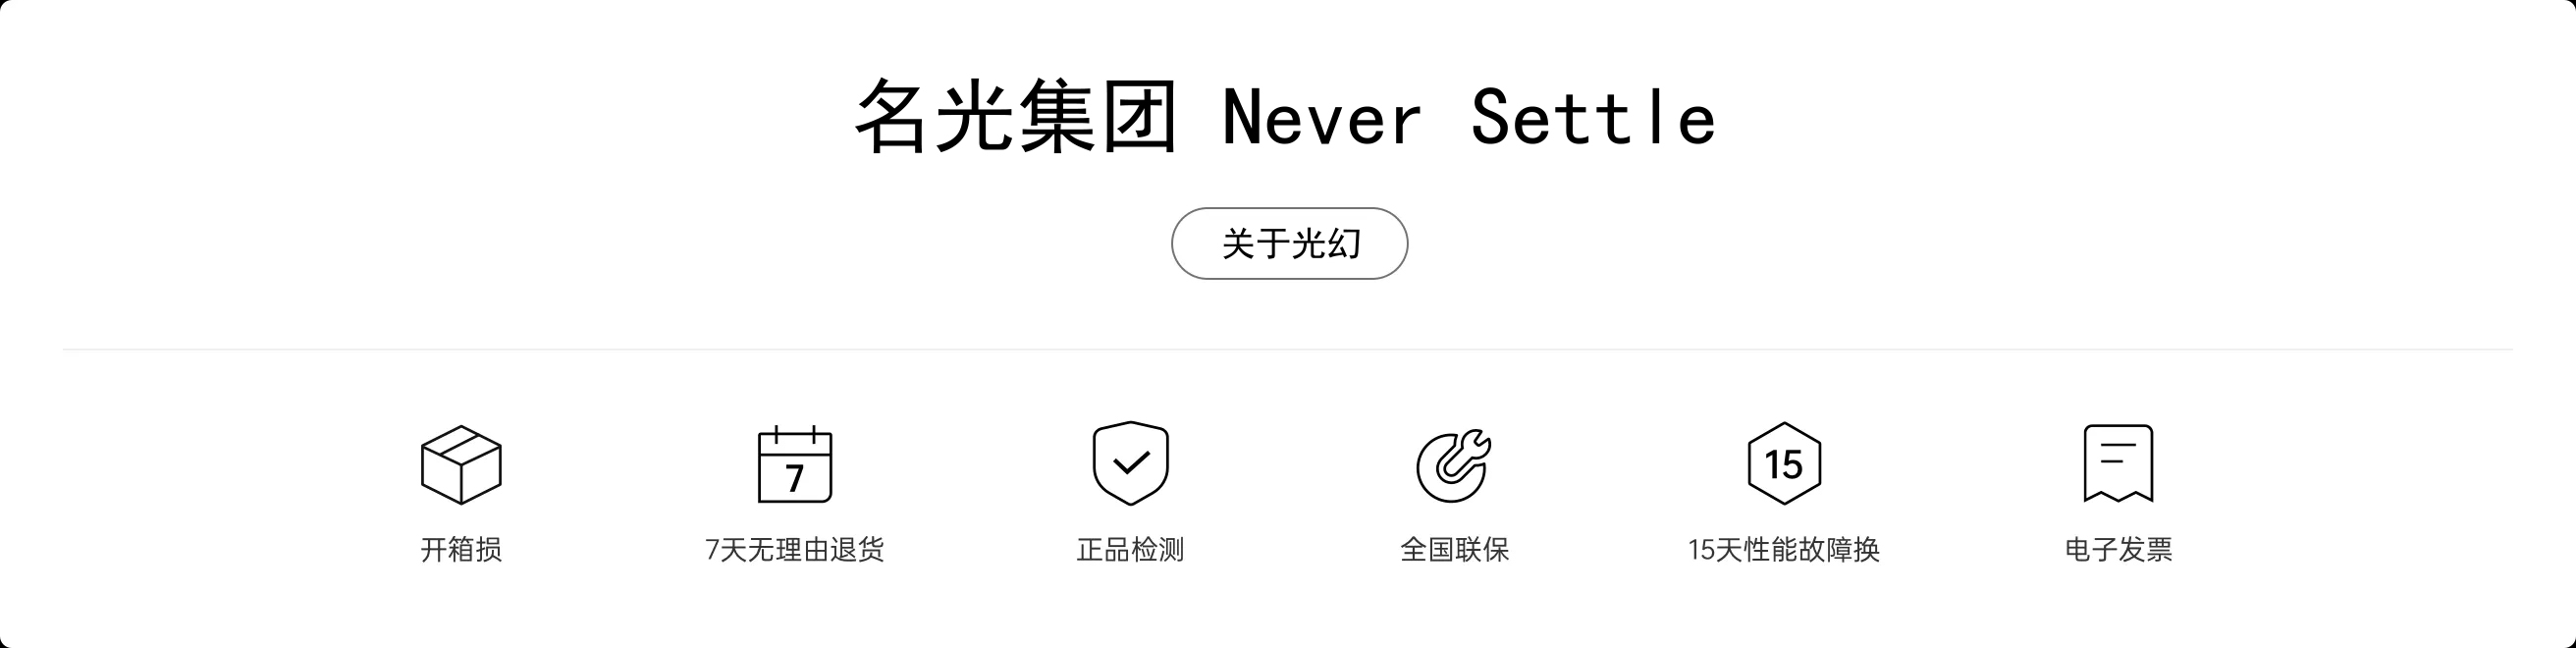 名光集团 Never Settle
关于光幻
7
15
开箱损
7天无理由退货
正品检测
全国联保
15天性能故障换
电子发票